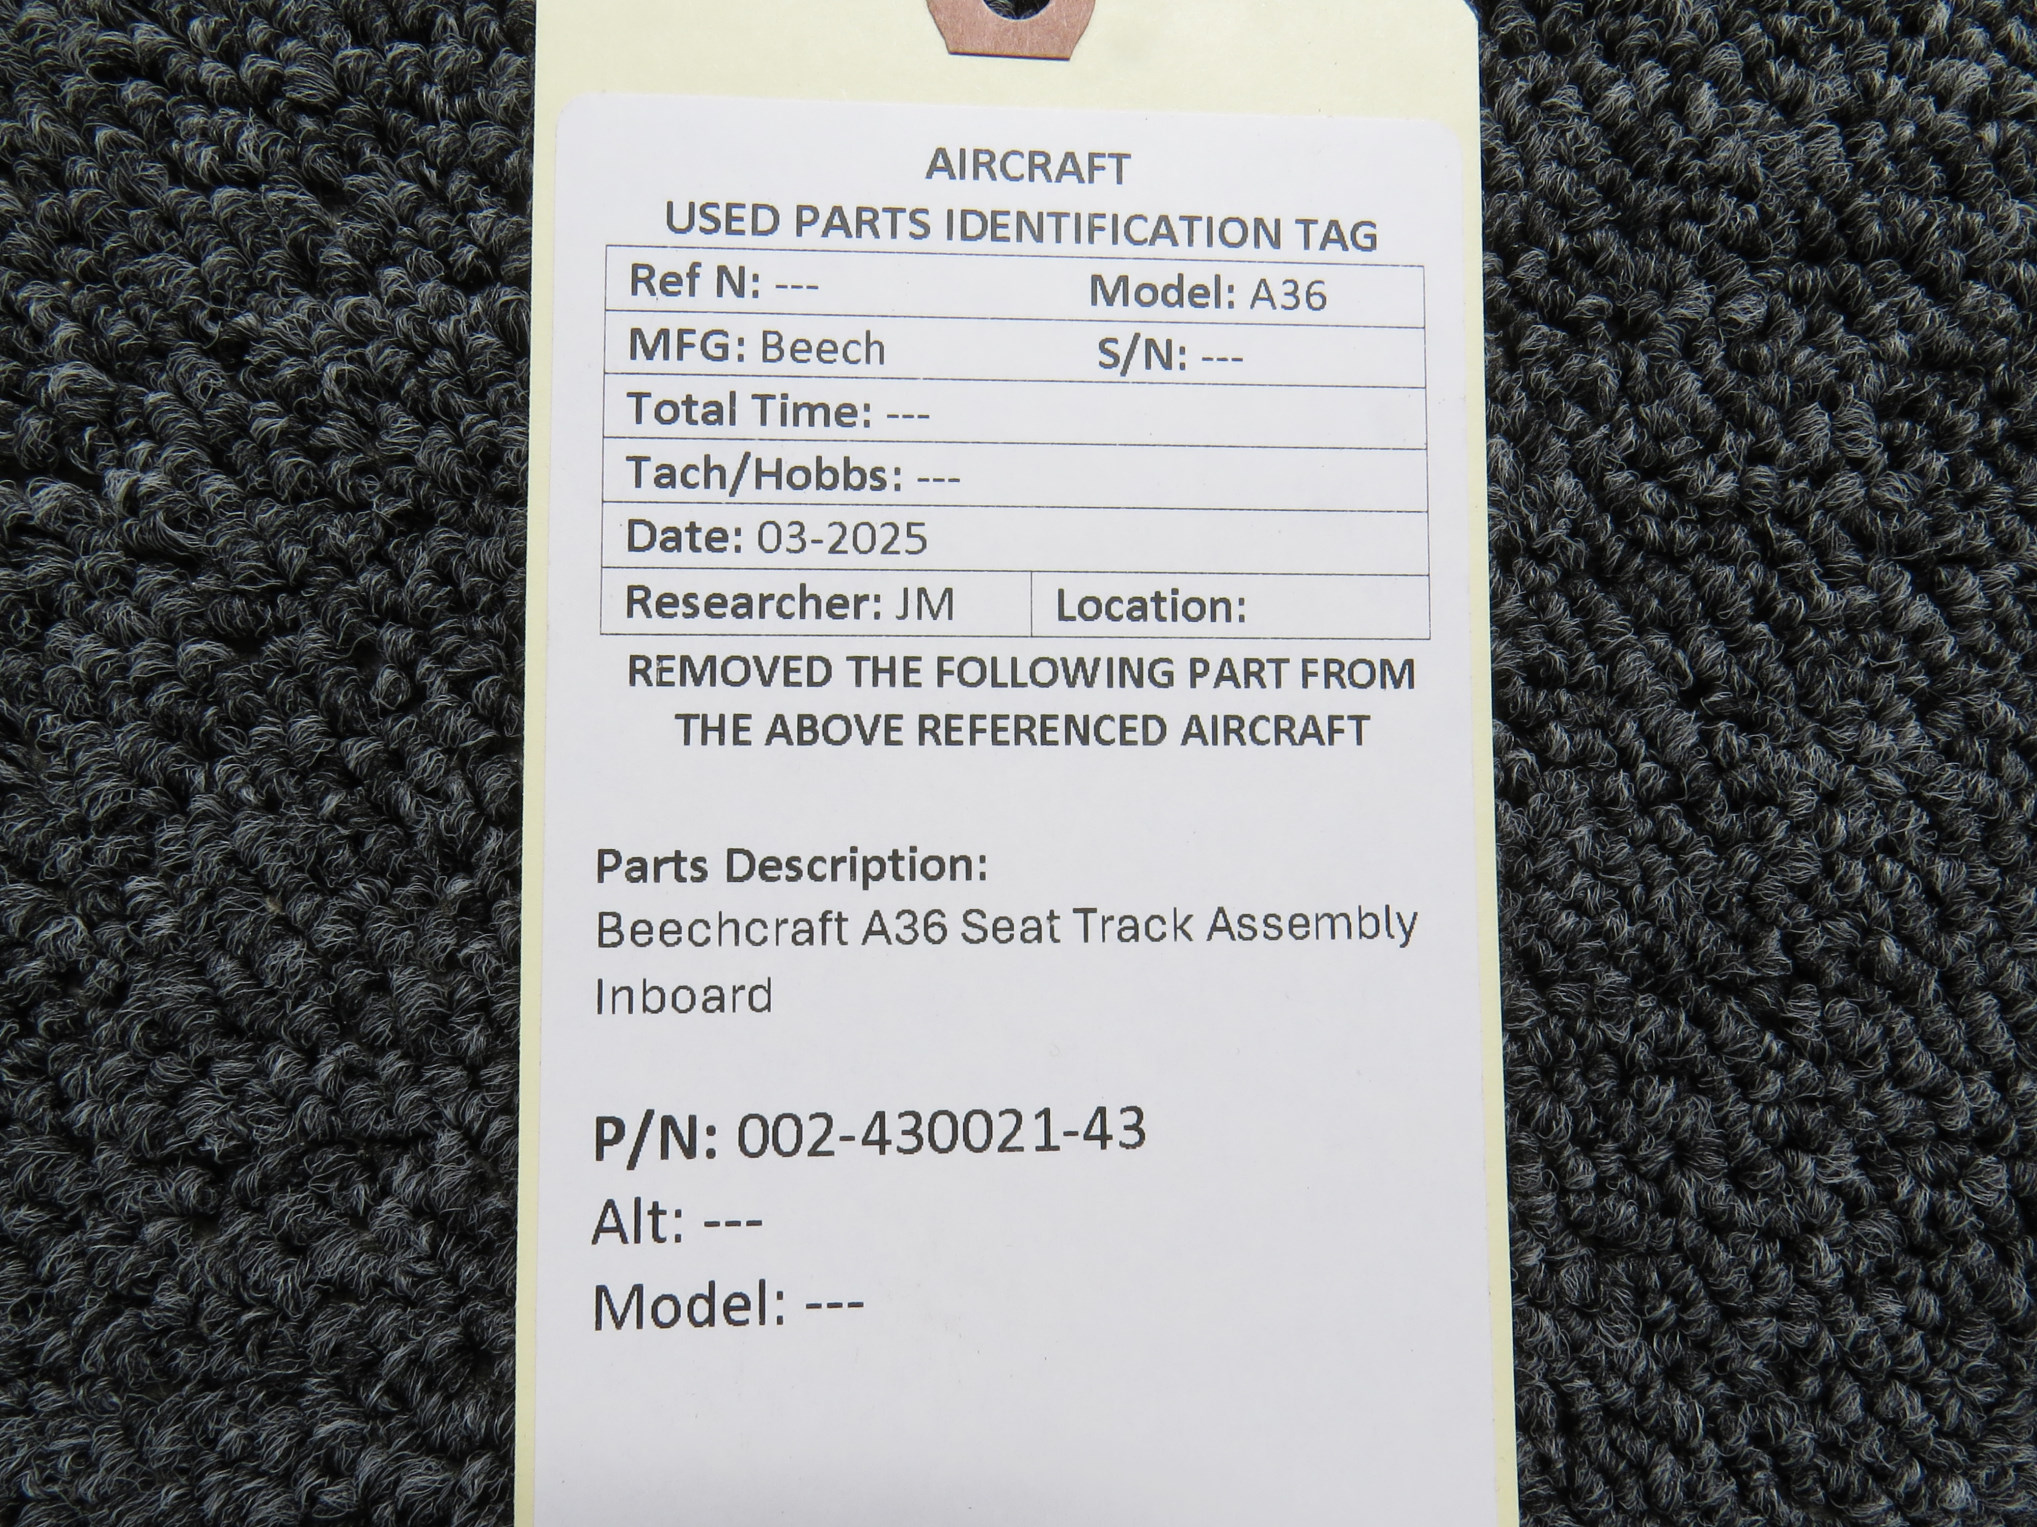 AIRCRAFT
USED PARTS IDENTIFICATION TAG
Ref N: --- Model: A36
MFG: Beech S/N: ---
Total Time: ---
Tach/Hobbs: ---
Date: 03-2025
Researcher: JM Location:
REMOVED THE FOLLOWING PART FROM
THE ABOVE REFERENCED AIRCRAFT
Parts Description:
Beechcraft A36 Seat Track Assembly
Inboard
P/N: 002-430021-43
Alt: ---
Model: ---